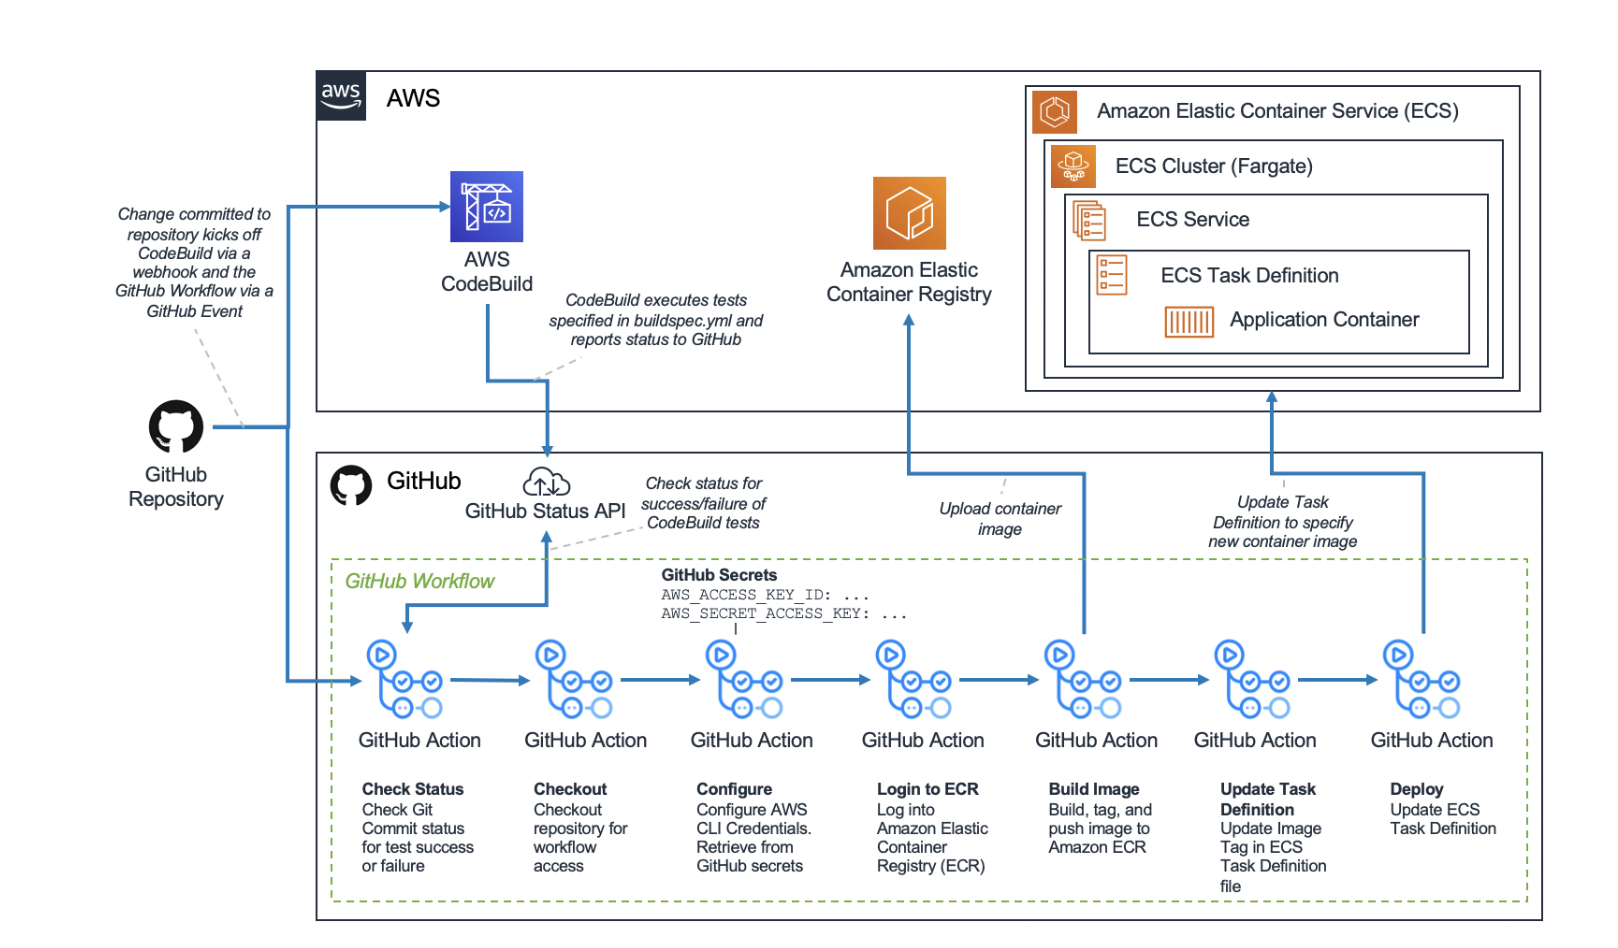 aws
AWS
Amazon Elastic Container Service (ECS)
ECS Cluster (Fargate)
ECS Service
ECS Task Definition
Application Container
Change committed to
repository kicks off
CodeBuild via a
webhook and the
GitHub Workflow via a
GitHub Event
AWS
CodeBuild
CodeBuild executes tests
specified in buildspec.yml and
reports status to GitHub
Amazon Elastic
Container Registry
GitHub
Repository
GitHub
GitHub Status API
Check status for
success/failure of
CodeBuild tests
Upload container
image
Update Task
Definition to specify
new container image
GitHub Workflow
GitHub Secrets
AWS_ACCESS_KEY_ID: ...
AWS_SECRET_ACCESS_KEY: ...
GitHub Action
Check Status
Check Git
Commit status
for test success
or failure
GitHub Action
Checkout
Checkout
repository for
workflow
access
GitHub Action
Configure
Configure AWS
CLI Credentials.
Retrieve from
GitHub secrets
GitHub Action
Login to ECR
Log into
Amazon Elastic
Container
Registry (ECR)
GitHub Action
Build Image
Build, tag, and
push image to
Amazon ECR
GitHub Action
Update Task
Definition
Update Image
Tag in ECS
Task Definition
file
GitHub Action
Deploy
Update ECS
Task Definition